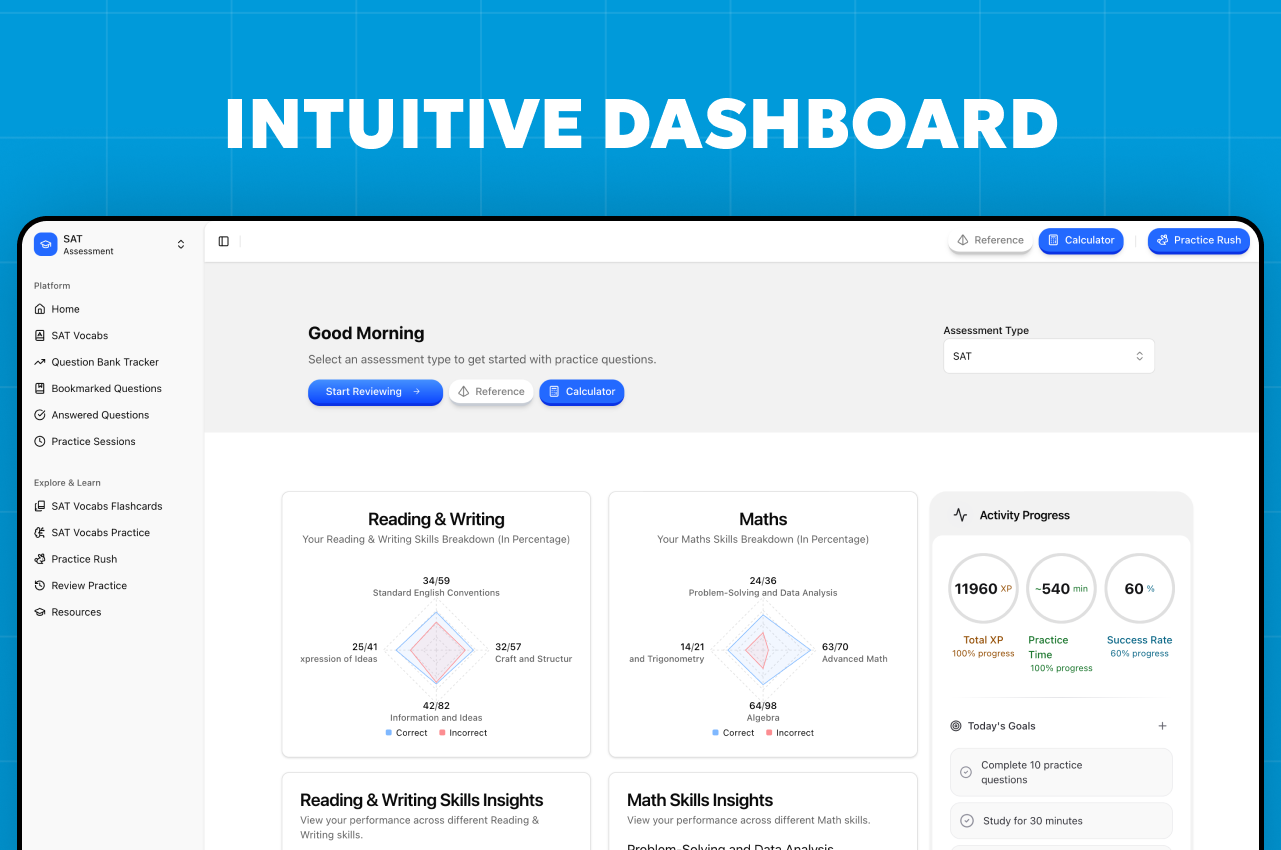 INTUITIVE DASHBOARD
SAT
Assessment
Platform
Home
SAT Vocabs
Question Bank Tracker
Bookmarked Questions
Answered Questions
Practice Sessions
Explore & Learn
SAT Vocabs Flashcards
SAT Vocabs Practice
Practice Rush
Review Practice
Resources
Reference
Calculator
Practice Rush
Good Morning
Select an assessment type to get started with practice questions.
Start Reviewing →
Reference
Calculator
Assessment Type
SAT
Reading & Writing
Your Reading & Writing Skills Breakdown (In Percentage)
34/59
Standard English Conventions
25/41
xpression of Ideas
32/57
Craft and Structur
42/82
Information and Ideas
Correct
Incorrect
Maths
Your Maths Skills Breakdown (In Percentage)
24/36
Problem-Solving and Data Analysis
14/21
and Trigonometry
63/70
Advanced Math
64/98
Algebra
Correct
Incorrect
Activity Progress
11960 XP
~540 min
60 %
Total XP
100% progress
Practice
Time
100% progress
Success Rate
60% progress
Today's Goals
Complete 10 practice
questions
Study for 30 minutes
Reading & Writing Skills Insights
View your performance across different Reading &
Writing skills.
Math Skills Insights
View your performance across different Math skills.
Problem-Solving and Data Analysis